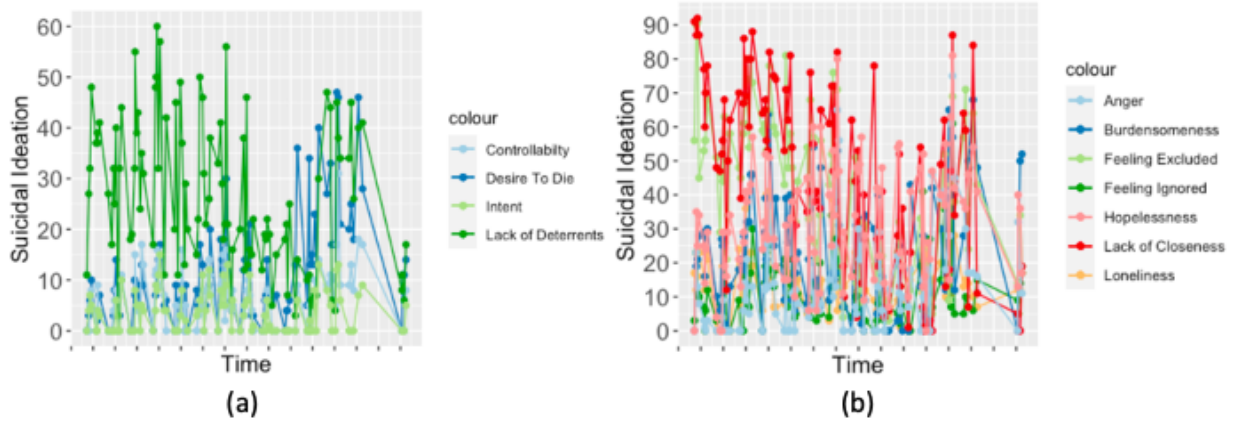 Suicidal Ideation
60
50
40
30
20
10
0
Time
colour
Controllabilty
Desire To Die
Intent
Lack of Deterrents
(a)
Suicidal Ideation
90
80
70
60
50
40
30
20
10
0
Time
colour
Anger
Burdensomeness
Feeling Excluded
Feeling Ignored
Hopelessness
Lack of Closeness
Loneliness
(b)